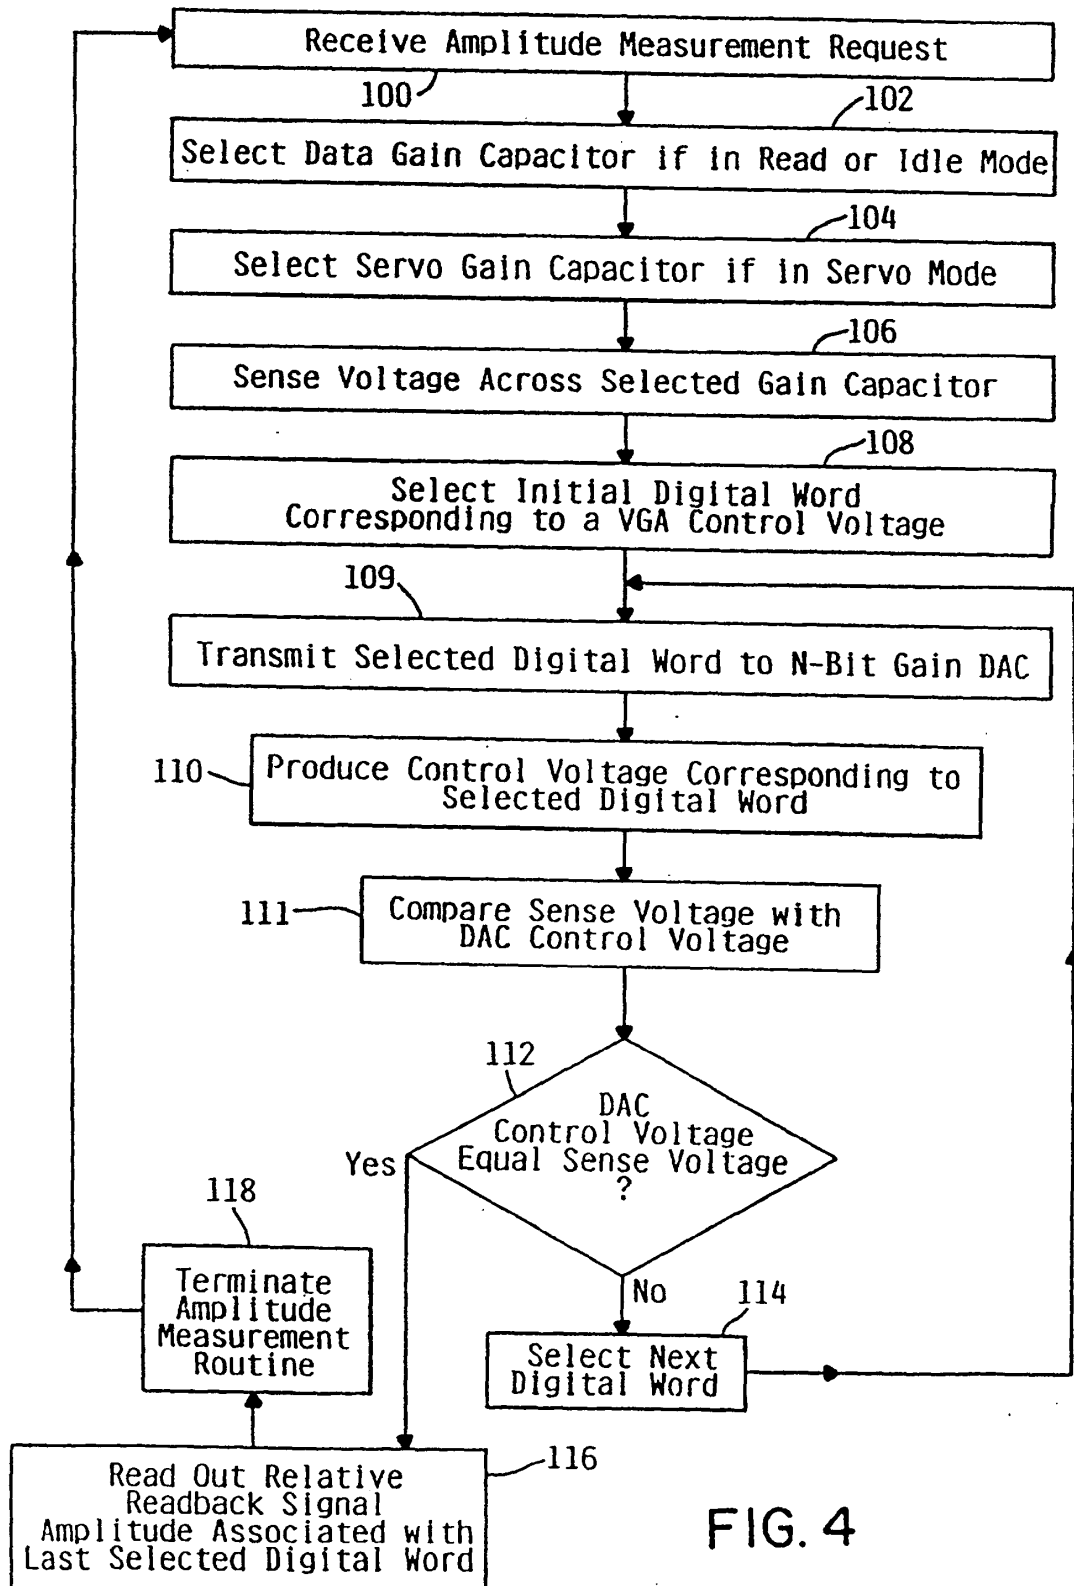 Receive Amplitude Measurement Request
100
102
Select Data Gain Capacitor if in Read or Idle Mode
104
Select Servo Gain Capacitor if in Servo Mode
106
Sense Voltage Across Selected Gain Capacitor
108
Select Initial Digital Word
Corresponding to a VGA Control Voltage
109
Transmit Selected Digital Word to N-Bit Gain DAC
110
Produce Control Voltage Corresponding to
Selected Digital Word
111
Compare Sense Voltage with
DAC Control Voltage
112
DAC
Control Voltage
Equal Sense Voltage
?
Yes
No
114
Select Next
Digital Word
118
Terminate
Amplitude
Measurement
Routine
116
Read Out Relative
Readback Signal
Amplitude Associated with
Last Selected Digital Word
FIG. 4